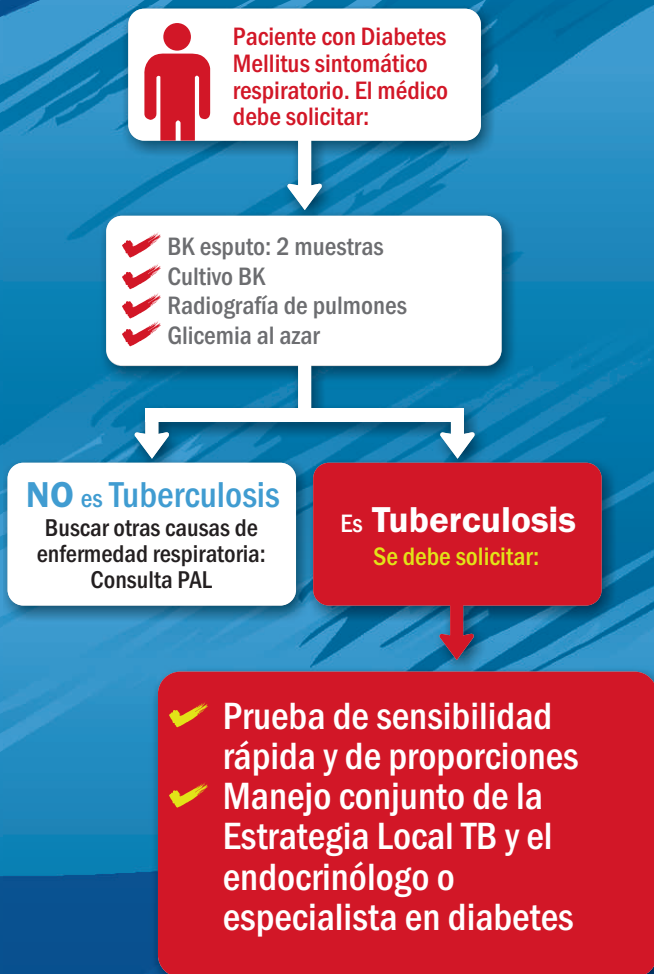 Paciente con Diabetes
Mellitus sintomático
respiratorio. El médico
debe solicitar:
BK esputo: 2 muestras
Cultivo BK
Radiografía de pulmones
Glicemia al azar
NO es Tuberculosis
Buscar otras causas de
enfermedad respiratoria:
Consulta PAL
Es Tuberculosis
Se debe solicitar:
Prueba de sensibilidad
rápida y de proporciones
Manejo conjunto de la
Estrategia Local TB y el
endocrinólogo o
especialista en diabetes